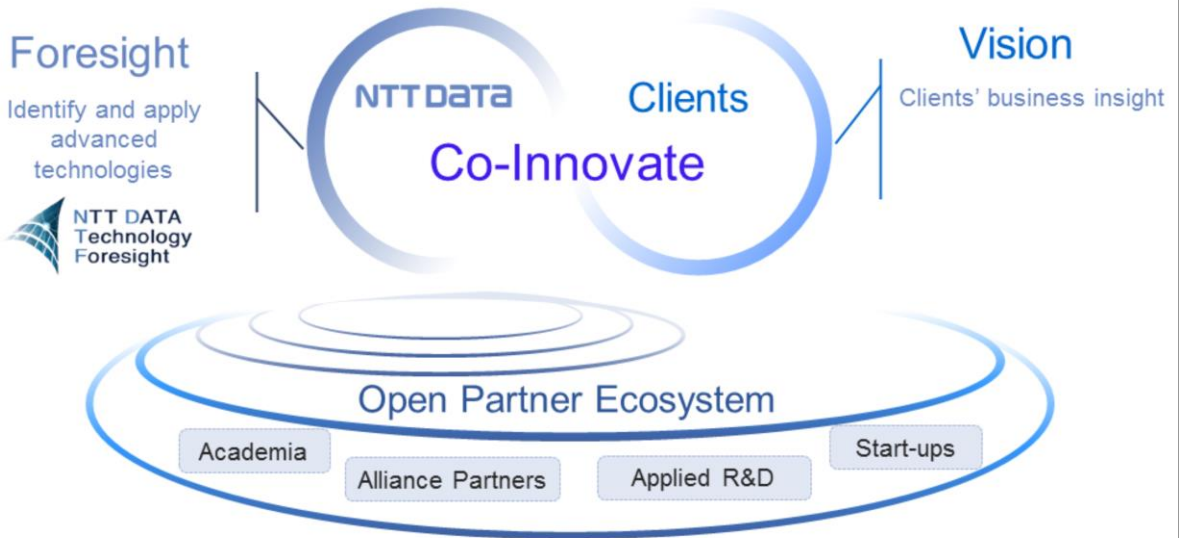 Foresight
Identify and apply
advanced
technologies
NTT DATA
Technology
Foresight
NTT DATA
Clients
Co-Innovate
Vision
Clients' business insight
Open Partner Ecosystem
Academia
Alliance Partners
Applied R&D
Start-ups